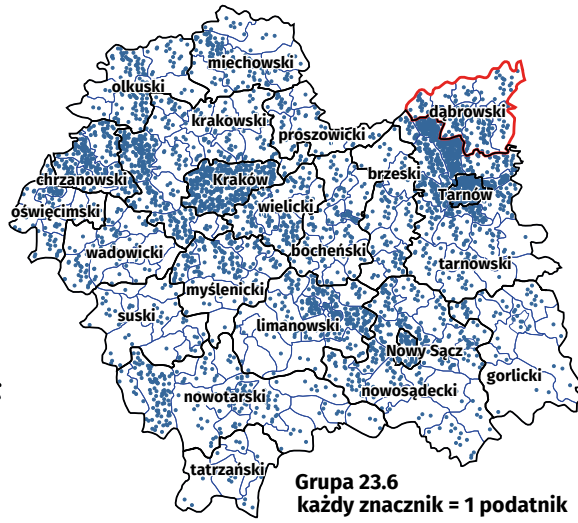 miechowski
olkuski
dąbrowski
krakowski
proszowicki
brzeski
chrzanowski
Kraków
Tarnów
oświęcimski
wielicki
wadowicki
bocheński
tarnowski
myślenicki
suski
limanowski
Nowy Sącz
gorlicki
nowotarski
nowosądecki
tatrzański
Grupa 23.6
każdy znacznik = 1 podatnik